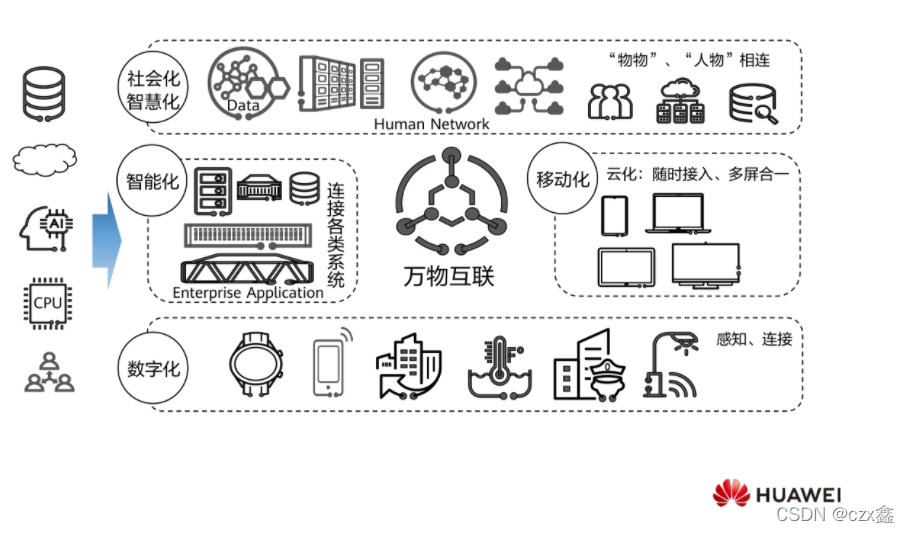 社会化
智慧化
Data
Human Network
“物物”、“人物”相连
智能化
连接各类系统
Enterprise Application
万物互联
移动化
云化：随时接入、多屏合一
AI
CPU
数字化
F°
感知、连接
HUAWEI
CSDN @czx鑫